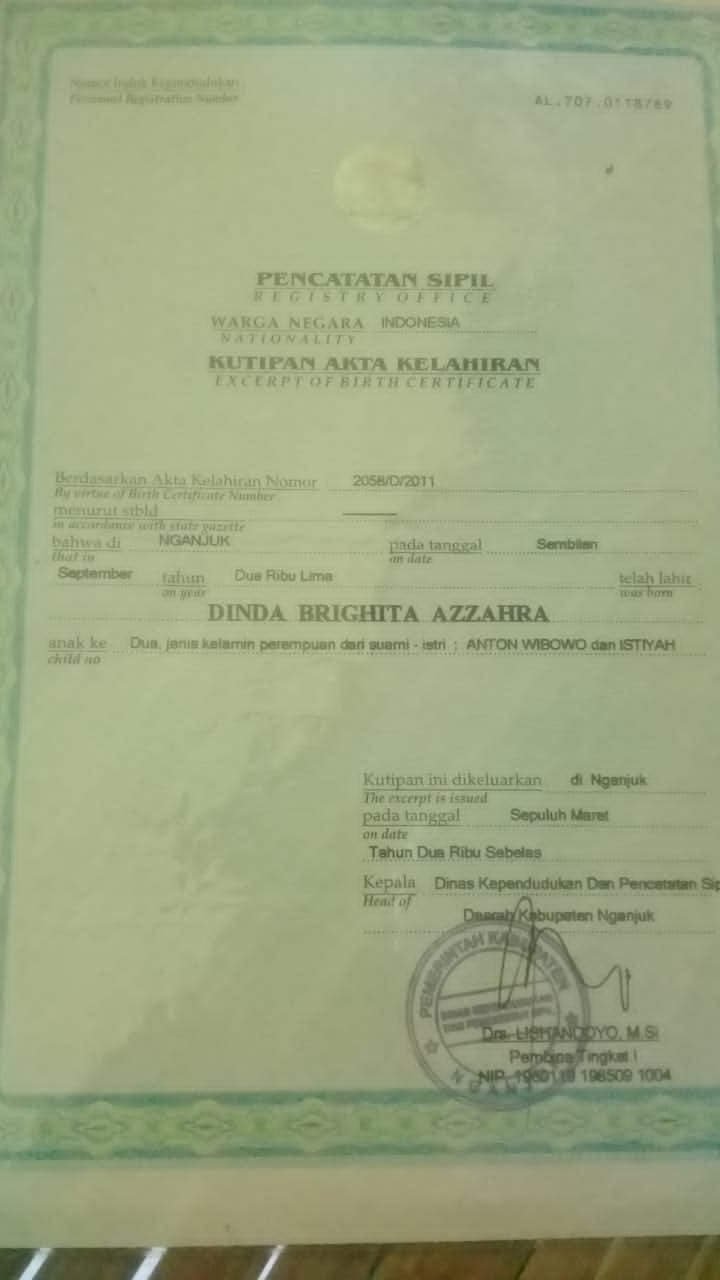 Nomor Induk Kependudukan
Personnel Registration Number
AL.707.0118789
PENCATATAN SIPIL
REGISTRY OFFICE
WARGA NEGARA INDONESIA
NATIONALITY
KUTIPAN AKTA KELAHIRAN
EXCERPT OF BIRTH CERTIFICATE
Berdasarkan Akta Kelahiran Nomor 2058/D/2011
By virtue of Birth Certificate Number
menurut stbld
in accordance with state gazette
bahwa di NGANJUK pada tanggal Sembilan
that in on date
September tahun Dua Ribu Lima telah lahir
on year was born
DINDA BRIGHITA AZZAHRA
anak ke Dua, jenis kelamin perempuan dari suami - istri : ANTON WIBOWO dan ISTIYAH
child no
Kutipan ini dikeluarkan di Nganjuk
The excerpt is issued
pada tanggal Sepuluh Maret
on date
Tahun Dua Ribu Sebelas
Kepala Dinas Kependudukan Dan Pencatatan Sip
Head of
Daerah Kabupaten Nganjuk
PEMERINTAH KABUPATEN
NGANJUK
Drs. LISHANDOYO, M.Si
Pembina Tingkat I
NIP. 1960119 198509 1004